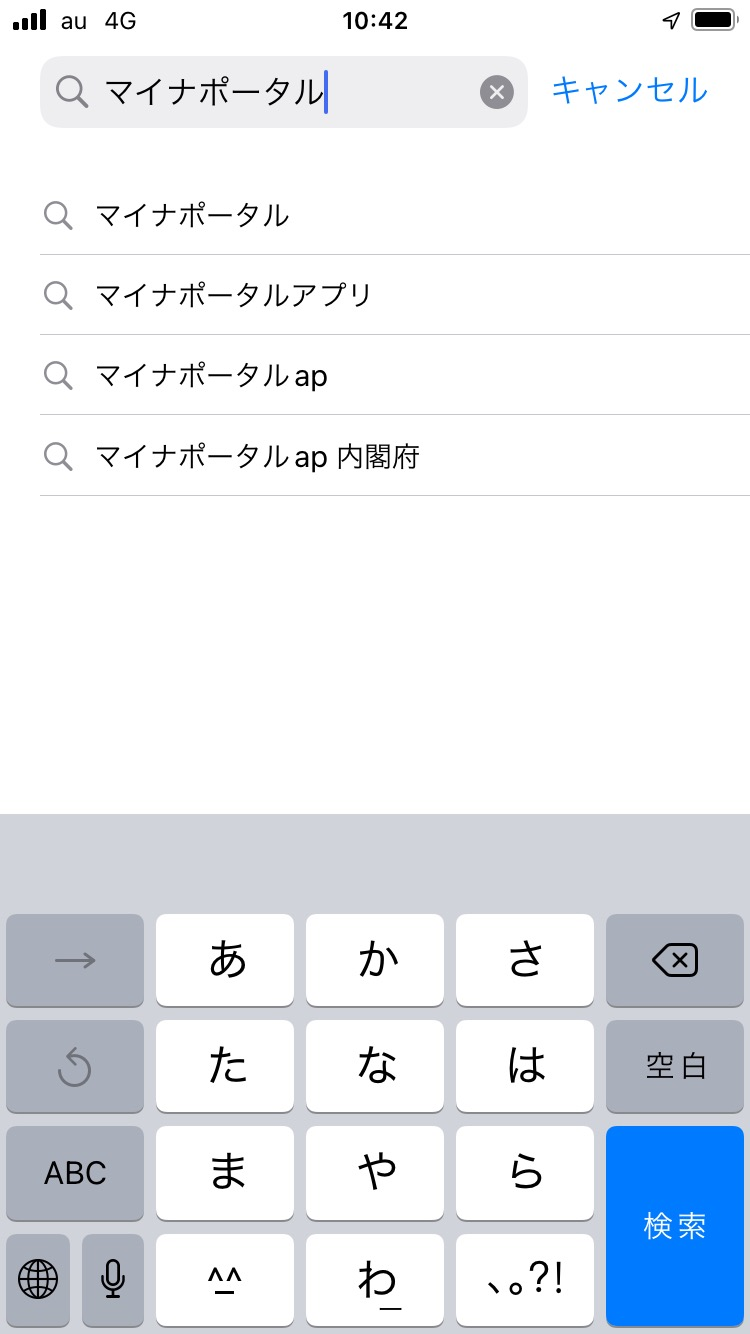 au 4G 10:42
マイナポータル キャンセル
マイナポータル
マイナポータルアプリ
マイナポータルap
マイナポータルap 内閣府
→ あ か さ
た な は 空白
ABC ま や ら
検索
^_^ わ_ 、。?!